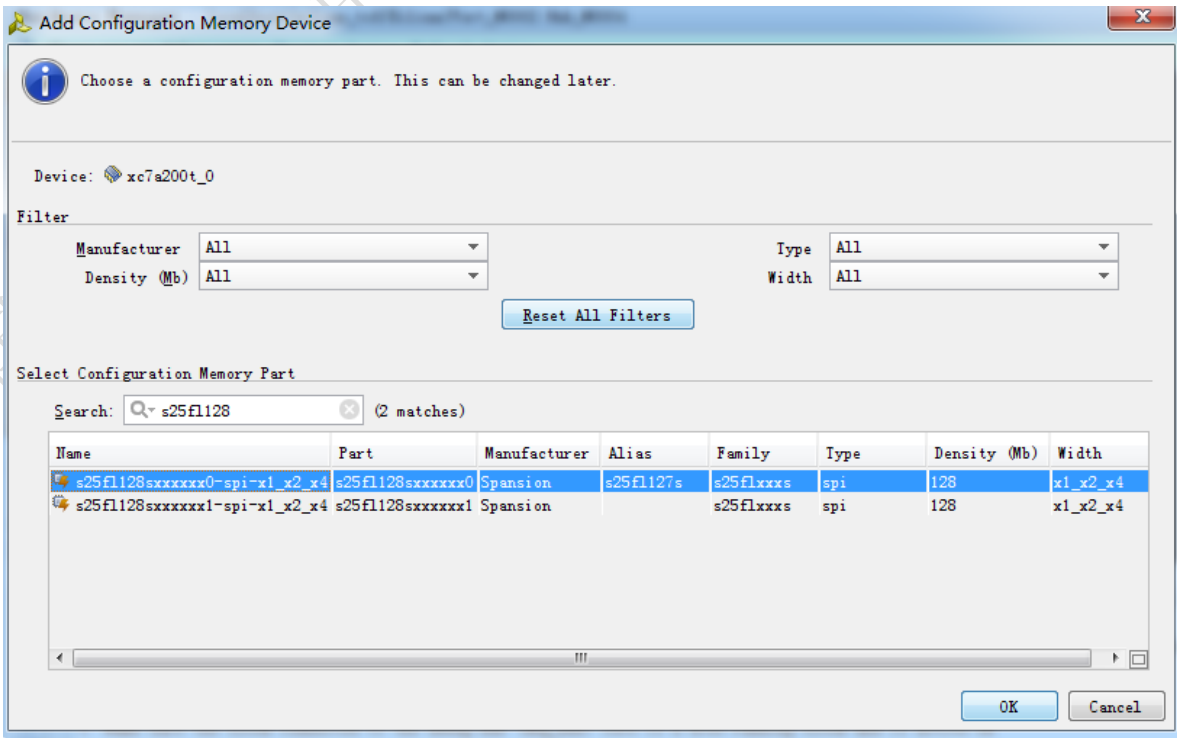 Add Configuration Memory Device
Choose a configuration memory part. This can be changed later.
Device: xc7a200t_0
Filter
Manufacturer All Type All
Density (Mb) All Width All
Reset All Filters
Select Configuration Memory Part
Search: s25fl128 (2 matches)
Name Part Manufacturer Alias Family Type Density (Mb) Width
s25fl128sxxxxxx0-spi-x1_x2_x4 s25fl128sxxxxxx0 Spansion s25fl127s s25flxxxs spi 128 x1_x2_x4
s25fl128sxxxxxx1-spi-x1_x2_x4 s25fl128sxxxxxx1 Spansion s25flxxxs spi 128 x1_x2_x4
OK Cancel